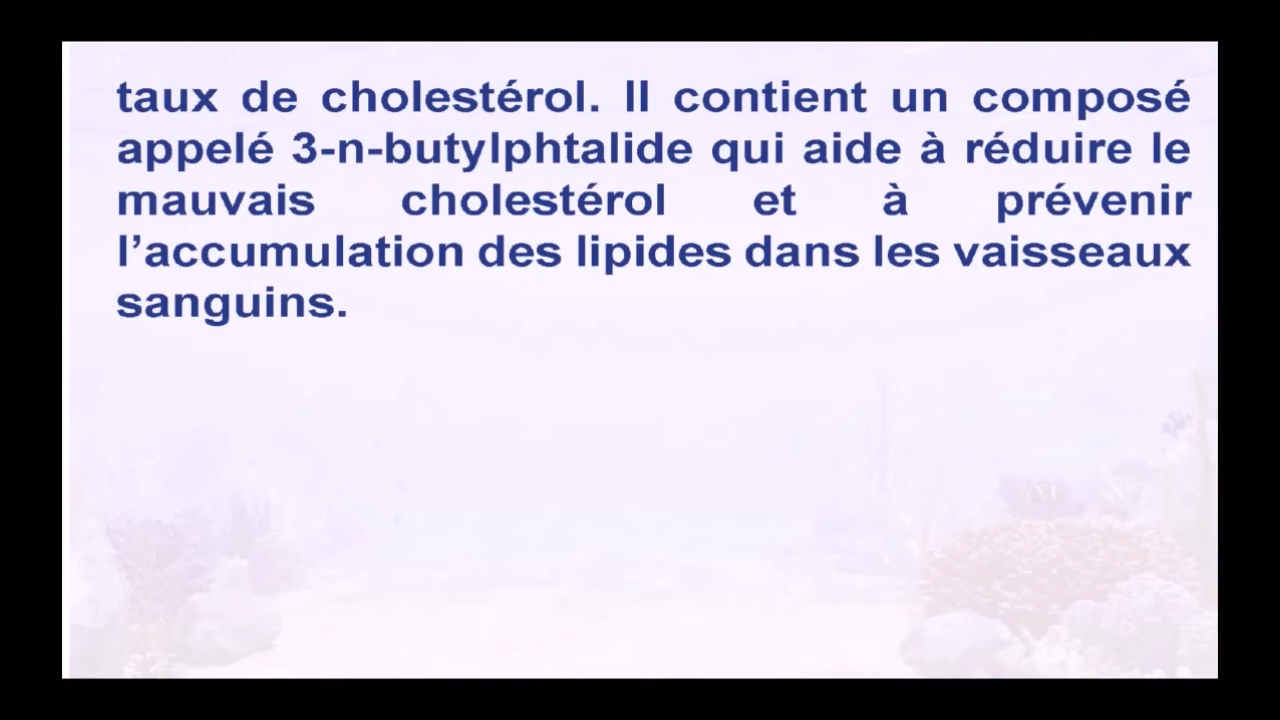 taux de cholestérol. Il contient un composé
appelé 3-n-butylphtalide qui aide à réduire le
mauvais cholestérol et à prévenir
l’accumulation des lipides dans les vaisseaux
sanguins.